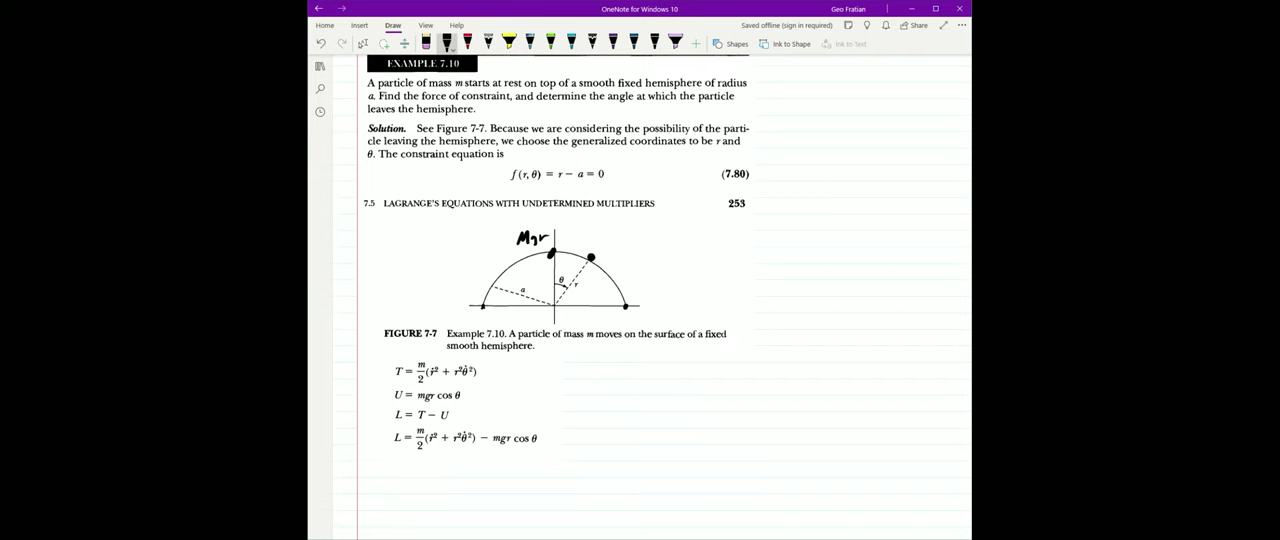 OneNote for Windows 10
Geo Fratian
Home Insert Draw View Help
Saved offline (sign in required)
Share
Shapes
Ink to Shape
Ink to Text
EXAMPLE 7.10
A particle of mass m starts at rest on top of a smooth fixed hemisphere of radius
a. Find the force of constraint, and determine the angle at which the particle
leaves the hemisphere.
Solution. See Figure 7-7. Because we are considering the possibility of the parti-
cle leaving the hemisphere, we choose the generalized coordinates to be r and
θ. The constraint equation is
f(r, θ) = r − a = 0 (7.80)
7.5 LAGRANGE'S EQUATIONS WITH UNDETERMINED MULTIPLIERS 253
Mgr
θ
r
a
FIGURE 7-7 Example 7.10. A particle of mass m moves on the surface of a fixed
smooth hemisphere.
T = m/2(ṙ² + r²θ̇²)
U = mgr cos θ
L = T − U
L = m/2(ṙ² + r²θ̇²) − mgr cos θ